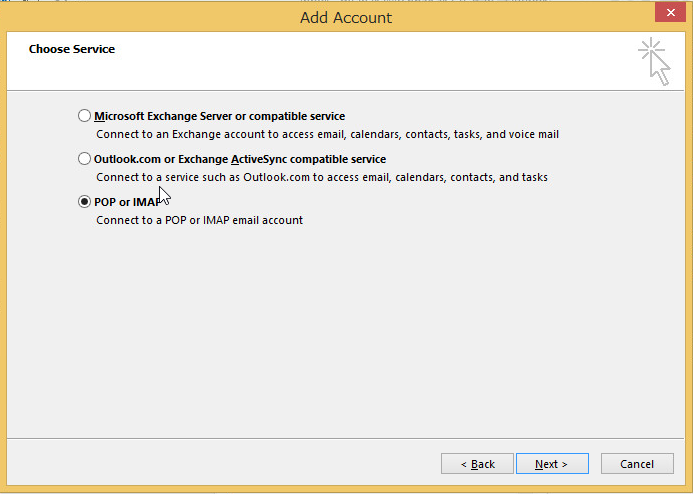 Add Account
Choose Service
Microsoft Exchange Server or compatible service
Connect to an Exchange account to access email, calendars, contacts, tasks, and voice mail
Outlook.com or Exchange ActiveSync compatible service
Connect to a service such as Outlook.com to access email, calendars, contacts, and tasks
POP or IMAP
Connect to a POP or IMAP email account
< Back
Next >
Cancel